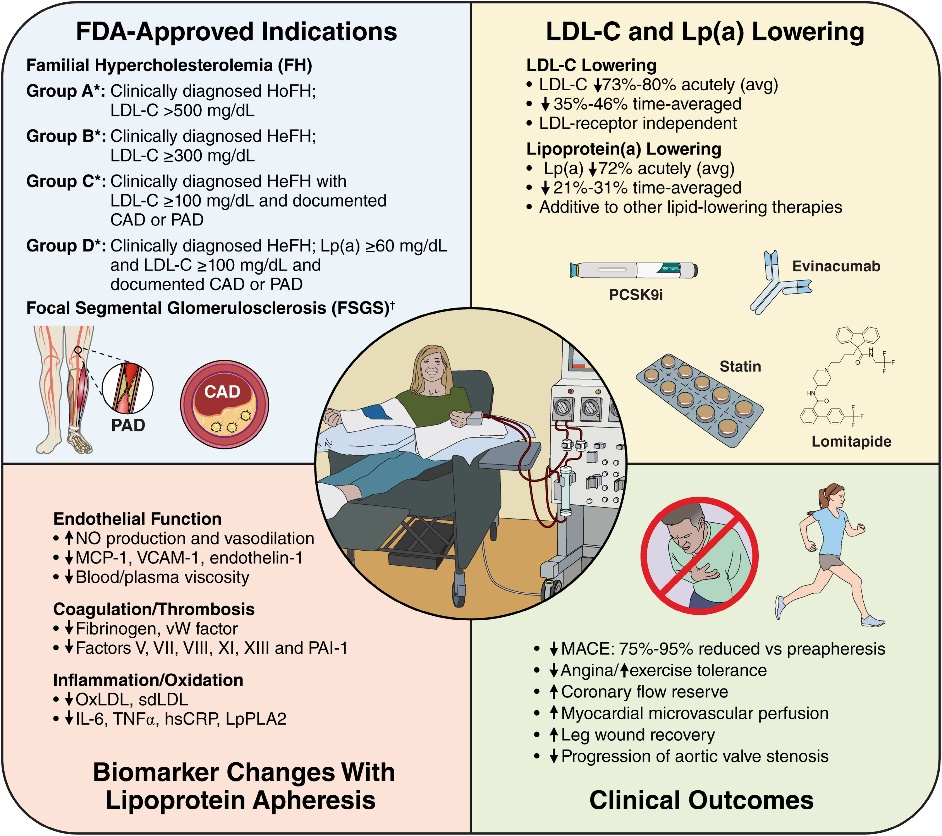 FDA-Approved Indications
Familial Hypercholesterolemia (FH)
Group A*: Clinically diagnosed HoFH;
LDL-C >500 mg/dL
Group B*: Clinically diagnosed HeFH;
LDL-C ≥300 mg/dL
Group C*: Clinically diagnosed HeFH with
LDL-C ≥100 mg/dL and documented
CAD or PAD
Group D*: Clinically diagnosed HeFH; Lp(a) ≥60 mg/dL
and LDL-C ≥100 mg/dL and
documented CAD or PAD
Focal Segmental Glomerulosclerosis (FSGS)†
PAD
CAD
LDL-C and Lp(a) Lowering
LDL-C Lowering
• LDL-C ↓73%-80% acutely (avg)
• ↓35%-46% time-averaged
• LDL-receptor independent
Lipoprotein(a) Lowering
• Lp(a) ↓72% acutely (avg)
• ↓21%-31% time-averaged
• Additive to other lipid-lowering therapies
PCSK9i
Evinacumab
Statin
Lomitapide
Endothelial Function
• ↑NO production and vasodilation
• ↓MCP-1, VCAM-1, endothelin-1
• ↓Blood/plasma viscosity
Coagulation/Thrombosis
• ↓Fibrinogen, vW factor
• ↓Factors V, VII, VIII, XI, XIII and PAI-1
Inflammation/Oxidation
• ↓OxLDL, sdLDL
• ↓IL-6, TNFα, hsCRP, LpPLA2
Biomarker Changes With
Lipoprotein Apheresis
• ↓MACE: 75%-95% reduced vs preapheresis
• ↓Angina/↑exercise tolerance
• ↑Coronary flow reserve
• ↑Myocardial microvascular perfusion
• ↑Leg wound recovery
• ↓Progression of aortic valve stenosis
Clinical Outcomes